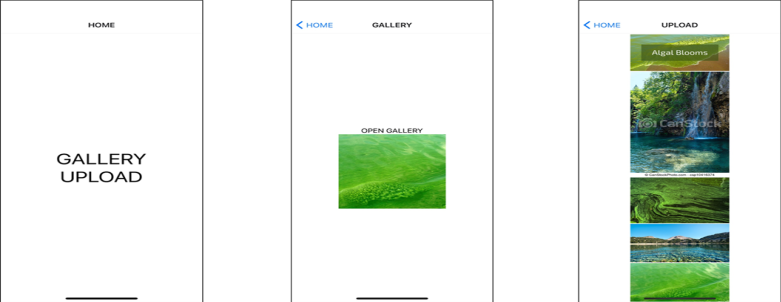 HOME
GALLERY
UPLOAD
HOME
GALLERY
OPEN GALLERY
HOME
UPLOAD
Algal Blooms
CanStock